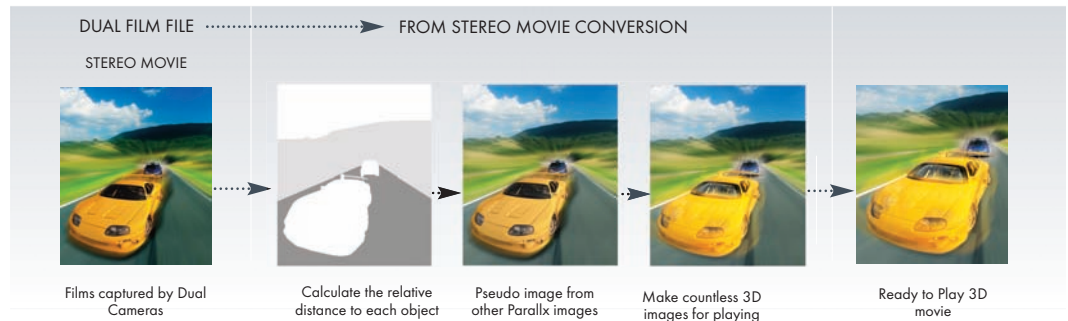 DUAL FILM FILE
FROM STEREO MOVIE CONVERSION
STEREO MOVIE
Films captured by Dual
Cameras
Calculate the relative
distance to each object
Pseudo image from
other Parallx images
Make countless 3D
images for playing
Ready to Play 3D
movie